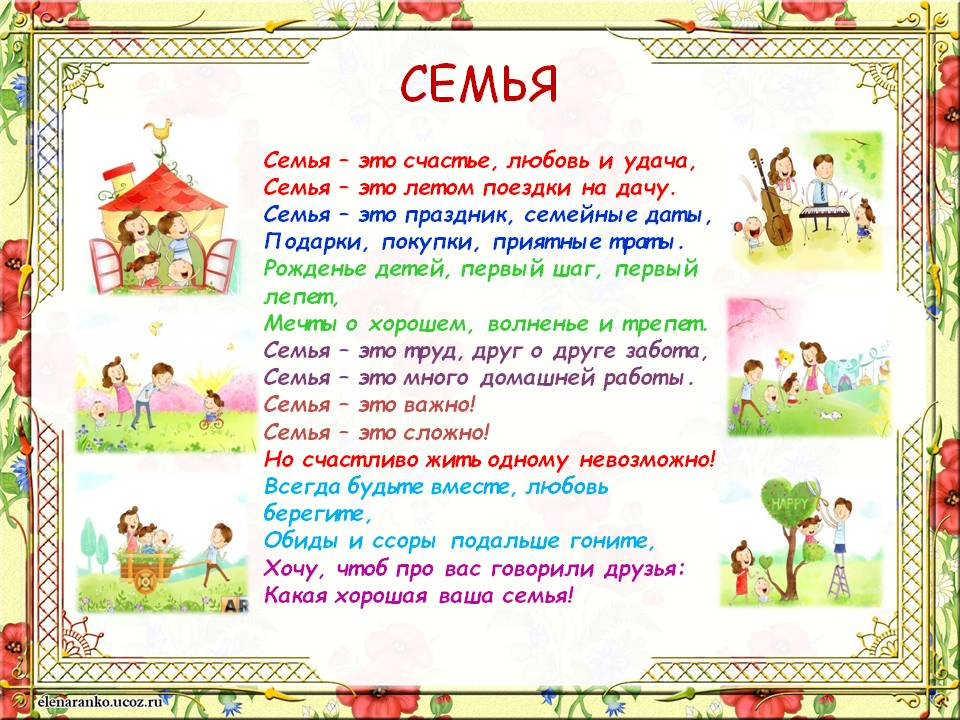 СЕМЬЯ
Семья – это счастье, любовь и удача,
Семья – это летом поездки на дачу.
Семья – это праздник, семейные даты,
Подарки, покупки, приятные траты.
Рожденье детей, первый шаг, первый
лепет,
Мечты о хорошем, волненье и трепет.
Семья – это труд, друг о друге забота,
Семья – это много домашней работы.
Семья – это важно!
Семья – это сложно!
Но счастливо жить одному невозможно!
Всегда будьте вместе, любовь
берегите,
Обиды и ссоры подальше гоните,
Хочу, чтоб про вас говорили друзья:
Какая хорошая ваша семья!
HAPPY
AR
elenaranko.ucoz.ru